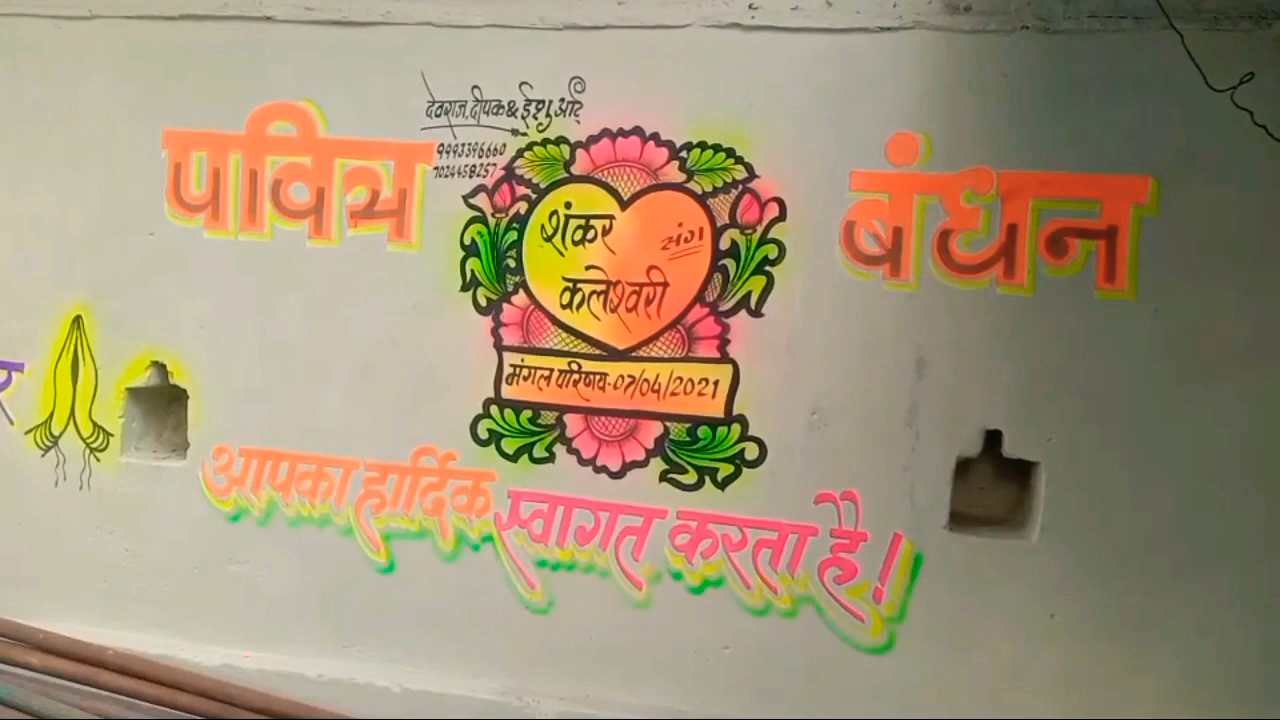 देवराज, दीपक & ईशु आर्ट
9993396660
7024458257
पवित्र बंधन
शंकर संग
कलेश्वरी
मंगल परिणय-07/04/2021
र
आपका हार्दिक स्वागत करता है!